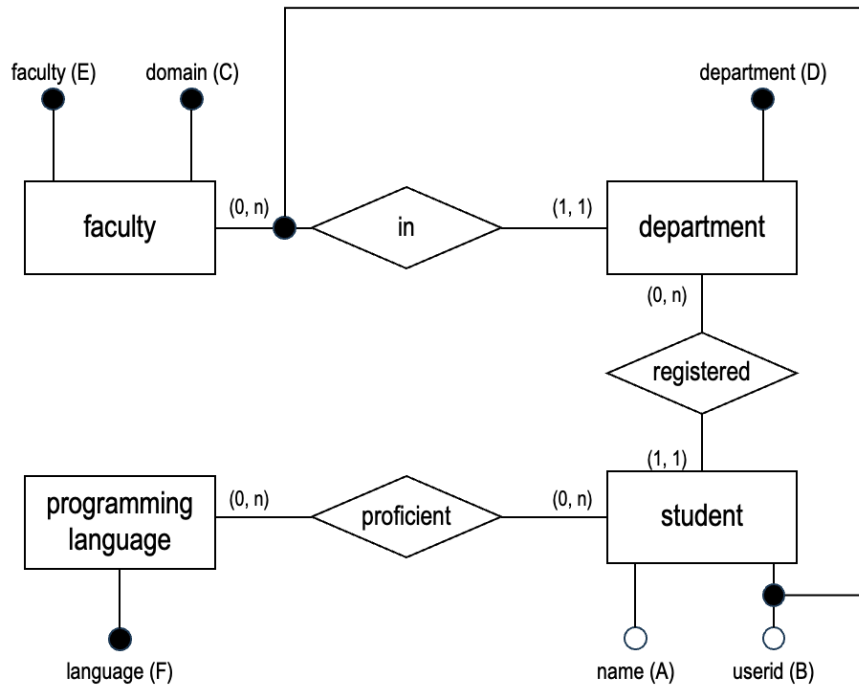 faculty (E)
domain (C)
department (D)
faculty
(0, n)
in
(1, 1)
department
(0, n)
registered
(1, 1)
programming
language
(0, n)
proficient
(0, n)
student
language (F)
name (A)
userid (B)